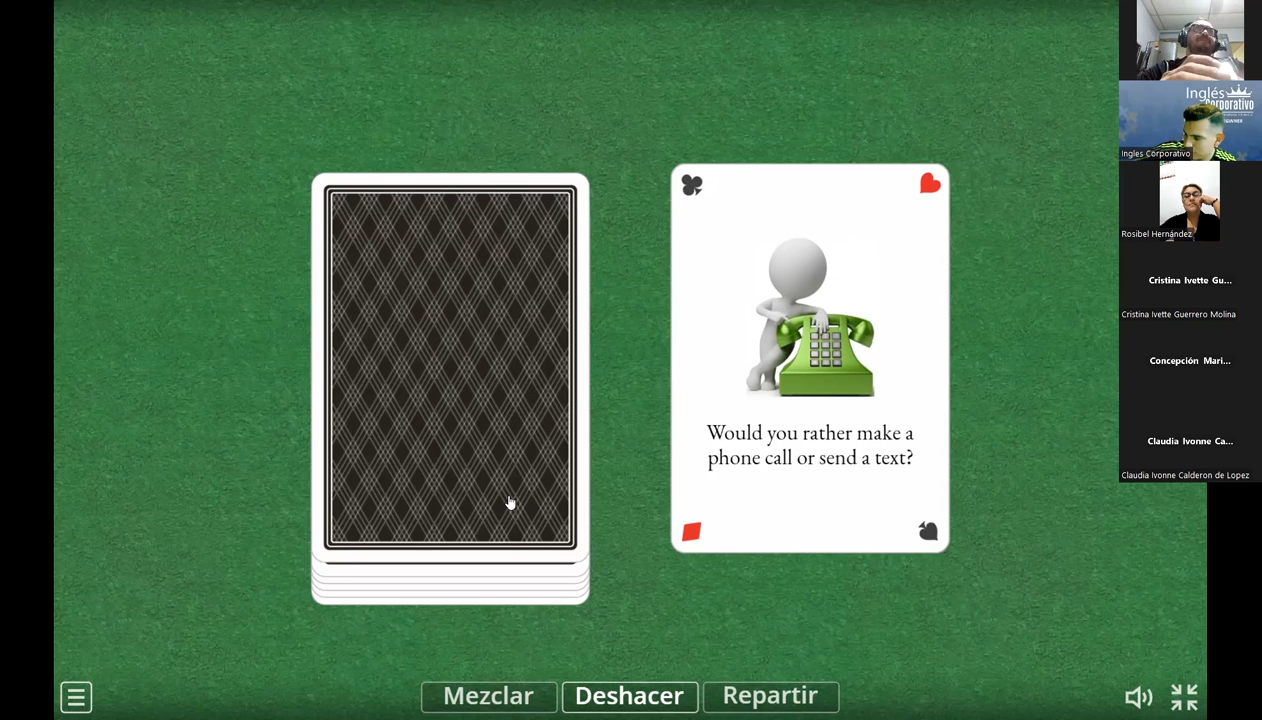 Would you rather make a
phone call or send a text?
Mezclar
Deshacer
Repartir
Inglés
Corporativo
Ingles Corporativo
Rosibel Hernández
Cristina Ivette Gu...
Cristina Ivette Guerrero Molina
Concepción Mari...
Claudia Ivonne Ca...
Claudia Ivonne Calderon de Lopez